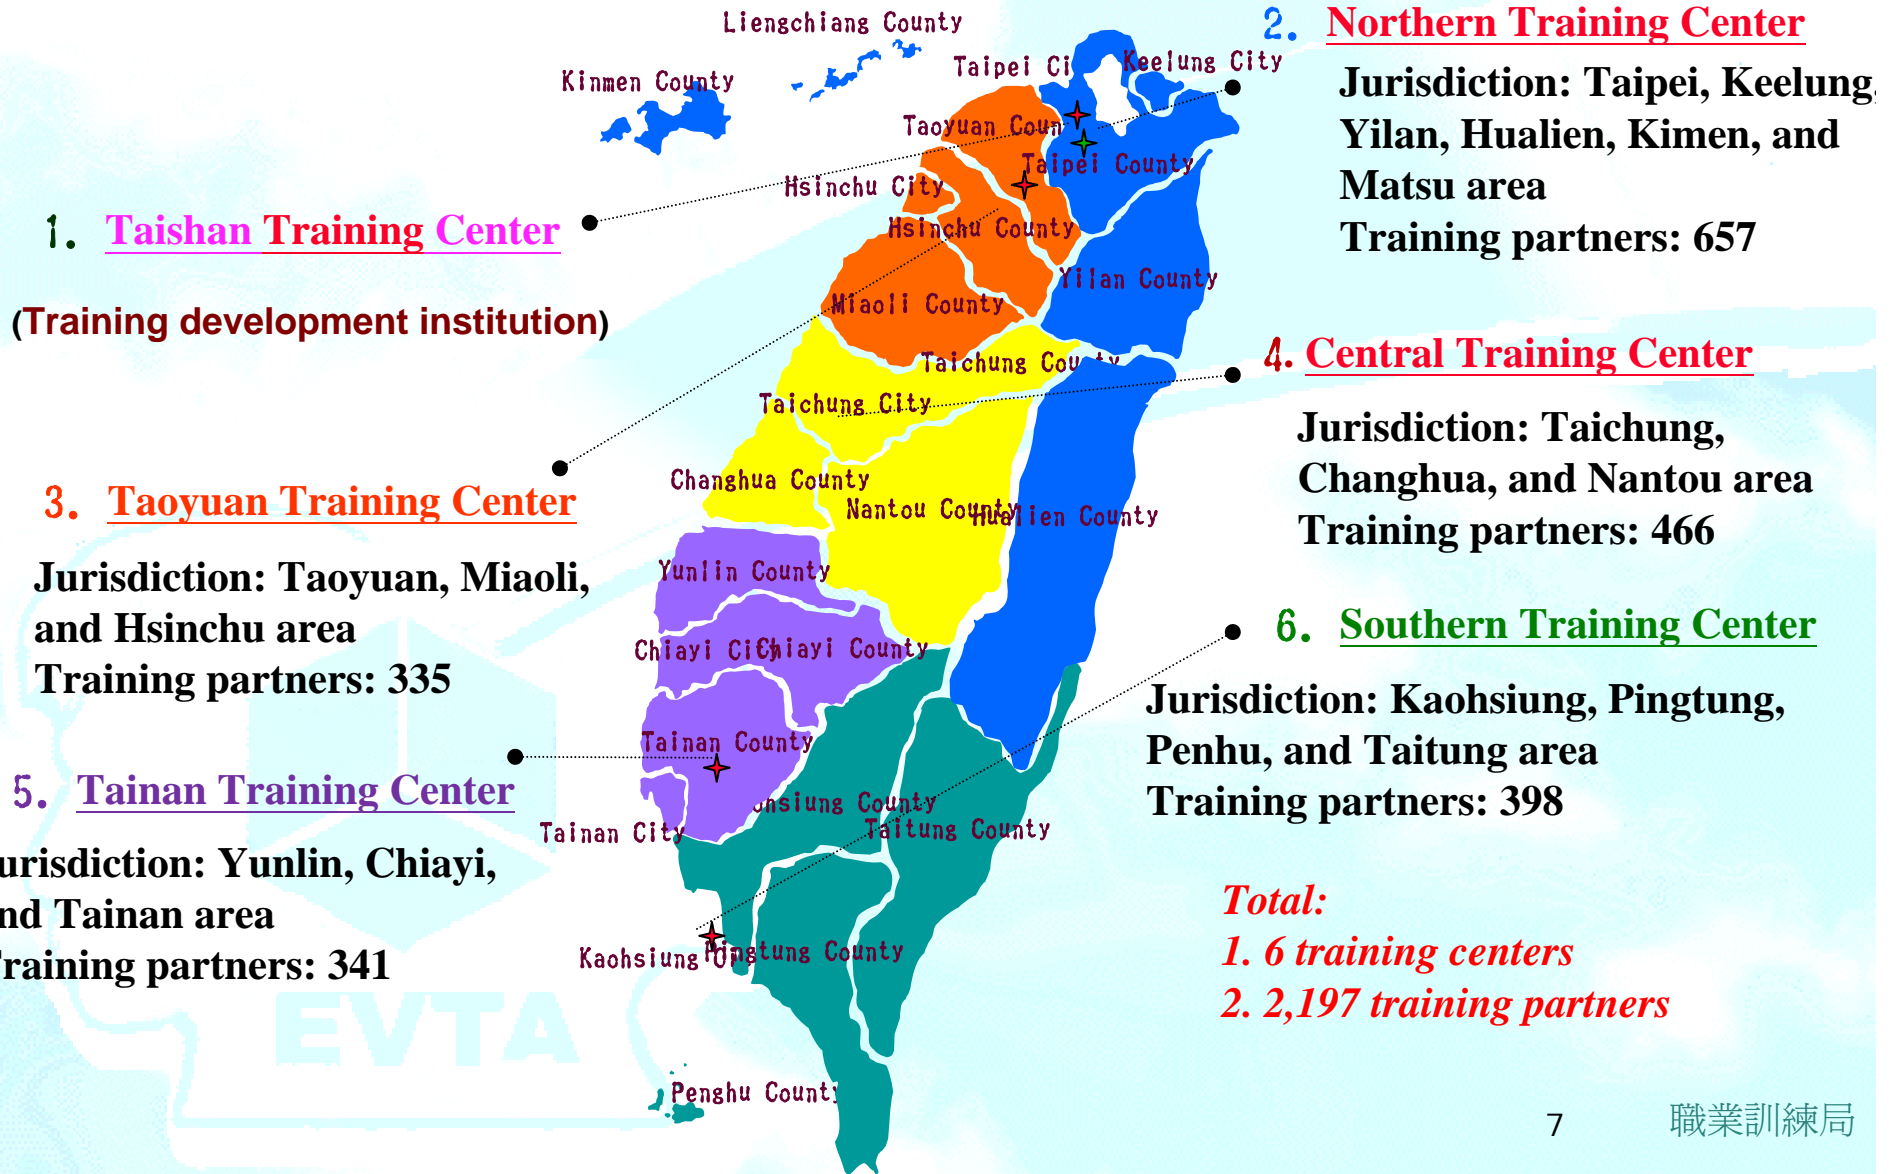 Liengchiang County
Kinmen County
Taipei Ci
Keelung City
Taoyuan Coun
Taipei County
Hsinchu City
Hsinchu County
Yilan County
Miaoli County
Taichung County
Taichung City
Changhua County
Nantou County
Hualien County
Yunlin County
Chiayi City
Chiayi County
Tainan County
Tainan City
ohsiung County
Taitung County
Kaohsiung
Pingtung County
Penghu County
1. Taishan Training Center
(Training development institution)
2. Northern Training Center
Jurisdiction: Taipei, Keelung,
Yilan, Hualien, Kimen, and
Matsu area
Training partners: 657
3. Taoyuan Training Center
Jurisdiction: Taoyuan, Miaoli,
and Hsinchu area
Training partners: 335
4. Central Training Center
Jurisdiction: Taichung,
Changhua, and Nantou area
Training partners: 466
5. Tainan Training Center
urisdiction: Yunlin, Chiayi,
nd Tainan area
Training partners: 341
6. Southern Training Center
Jurisdiction: Kaohsiung, Pingtung,
Penhu, and Taitung area
Training partners: 398
Total:
1. 6 training centers
2. 2,197 training partners
EVTA
7
職業訓練局